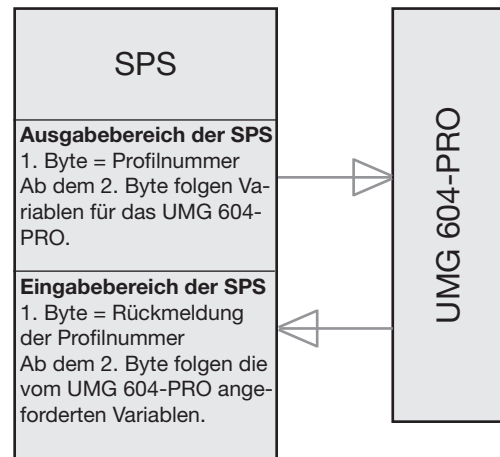 SPS
Ausgabebereich der SPS
1. Byte = Profilnummer
Ab dem 2. Byte folgen Va-
riablen für das UMG 604-
PRO.
Eingabebereich der SPS
1. Byte = Rückmeldung
der Profilnummer
Ab dem 2. Byte folgen die
vom UMG 604-PRO ange-
forderten Variablen.
UMG 604-PRO